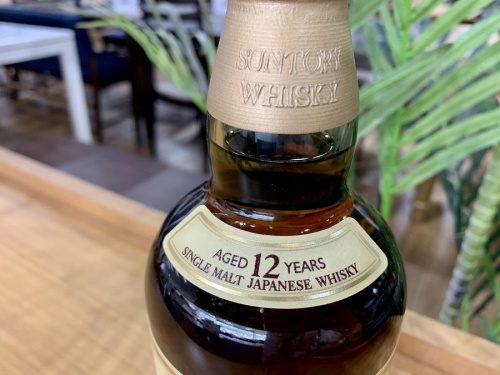 SUNTORY
WHISKY
AGED 12 YEARS
SINGLE MALT JAPANESE WHISKY